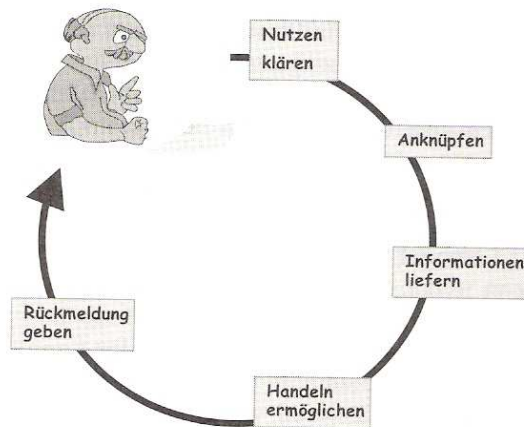 Nutzen
klären
Anknüpfen
Informationen
liefern
Handeln
ermöglichen
Rückmeldung
geben